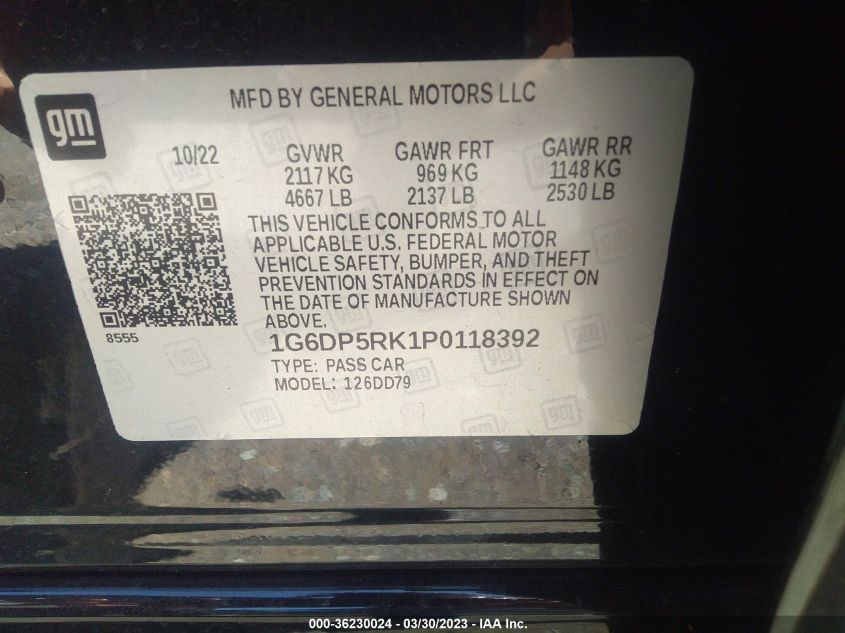 MFD BY GENERAL MOTORS LLC
gm
10/22 GVWR GAWR FRT GAWR RR
2117 KG 969 KG 1148 KG
4667 LB 2137 LB 2530 LB
THIS VEHICLE CONFORMS TO ALL
APPLICABLE U.S. FEDERAL MOTOR
VEHICLE SAFETY, BUMPER, AND THEFT
PREVENTION STANDARDS IN EFFECT ON
THE DATE OF MANUFACTURE SHOWN
ABOVE.
8555
1G6DP5RK1P0118392
TYPE: PASS CAR
MODEL: 126DD79
000-36230024 - 03/30/2023 - IAA Inc.